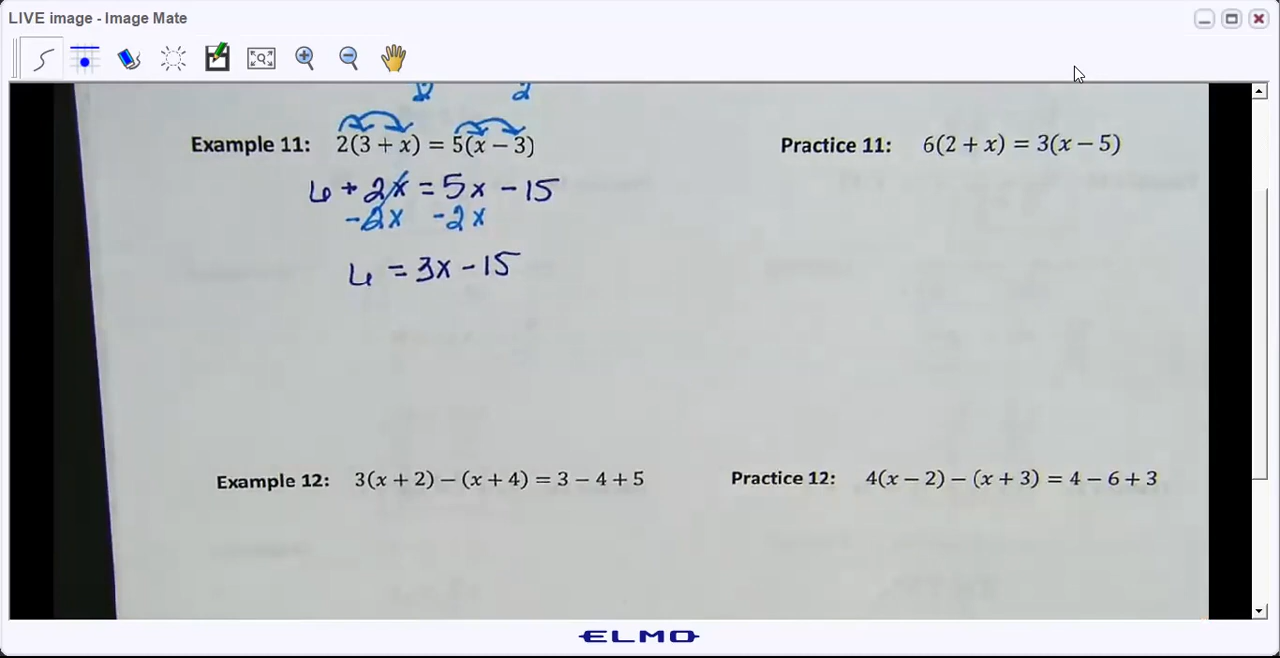 LIVE image - Image Mate
2
Example 11: 2(3 + x) = 5(x − 3)
6 + 2x = 5x - 15
-2x -2x
6 = 3x - 15
Practice 11: 6(2 + x) = 3(x − 5)
Example 12: 3(x + 2) − (x + 4) = 3 − 4 + 5
Practice 12: 4(x − 2) − (x + 3) = 4 − 6 + 3
ELMO